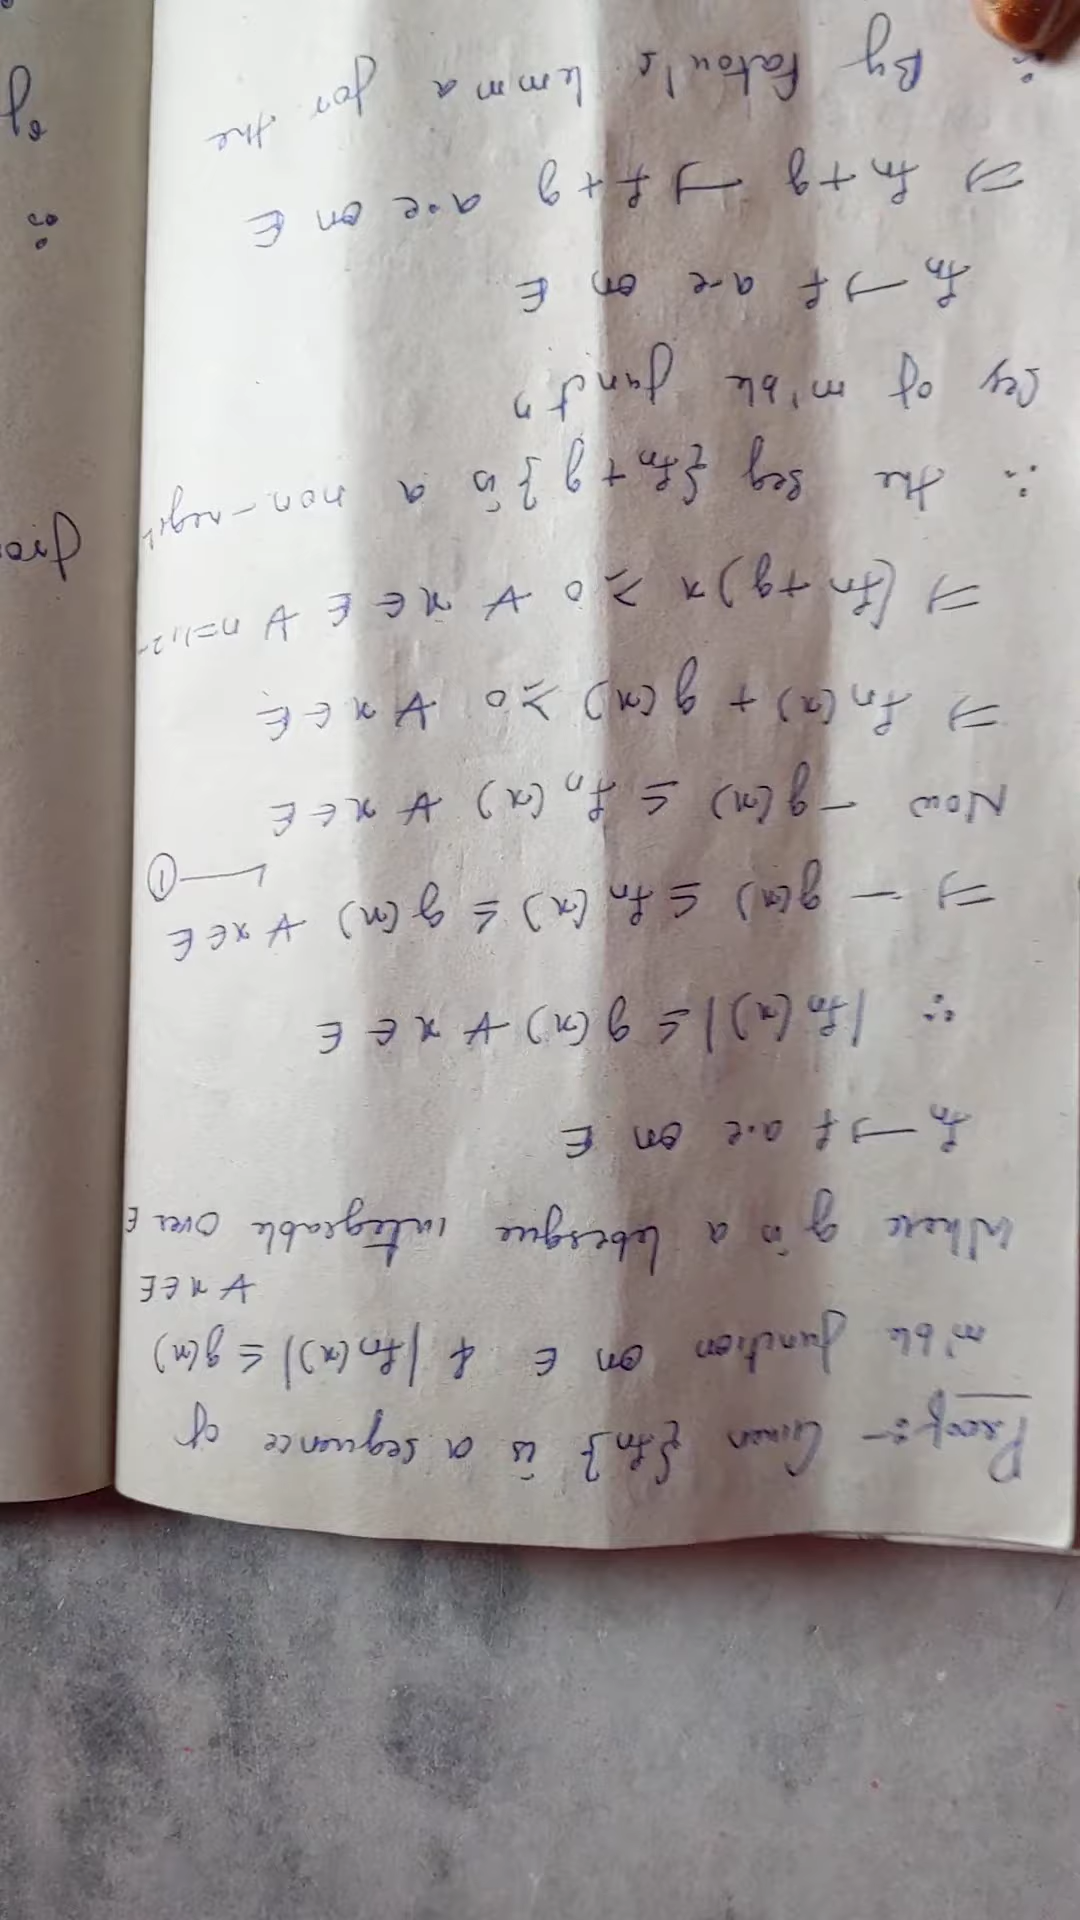 Proof :- Given {fn} is a sequence of
m'ble function on E & |fn(x)| ≤ g(x)
∀ x∈E
Where g is a lebesgue integrable over E
fn → f a.e on E
∵ |fn(x)| ≤ g(x) ∀ x ∈ E
⇒ - g(x) ≤ fn(x) ≤ g(x) ∀ x∈E
—①
Now - g(x) ≤ fn(x) ∀ x∈E
⇒ fn(x) + g(x) ≥ 0 ∀ x∈E
⇒ (fn+g)x ≥ 0 ∀ x∈E ∀ n=1,2-
∴ the seq {fn+g} is a non-negit
seq of m'ble functn
fn → f a.e on E
⇒ fn+g → f+g a.e on E
∴ By Fatou's lemma for the